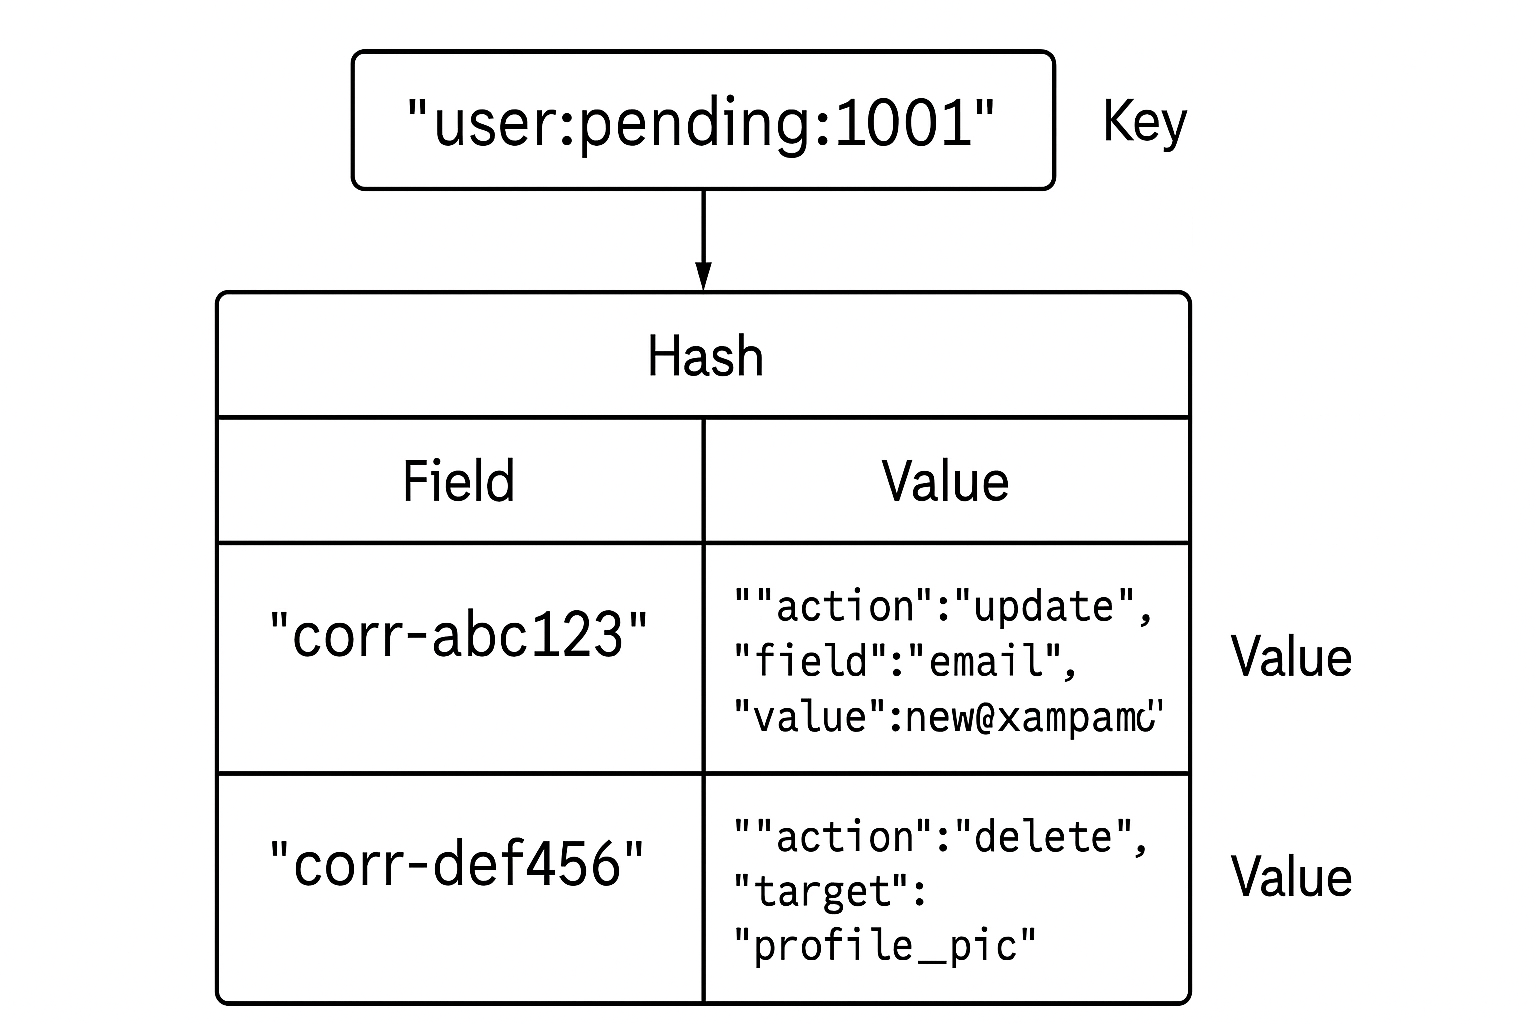 "user:pending:1001"
Key
Hash
Field
Value
"corr-abc123"
""action":"update",
"field":"email",
"value":new@xampamc"
Value
"corr-def456"
""action":"delete",
"target":
"profile_pic"
Value